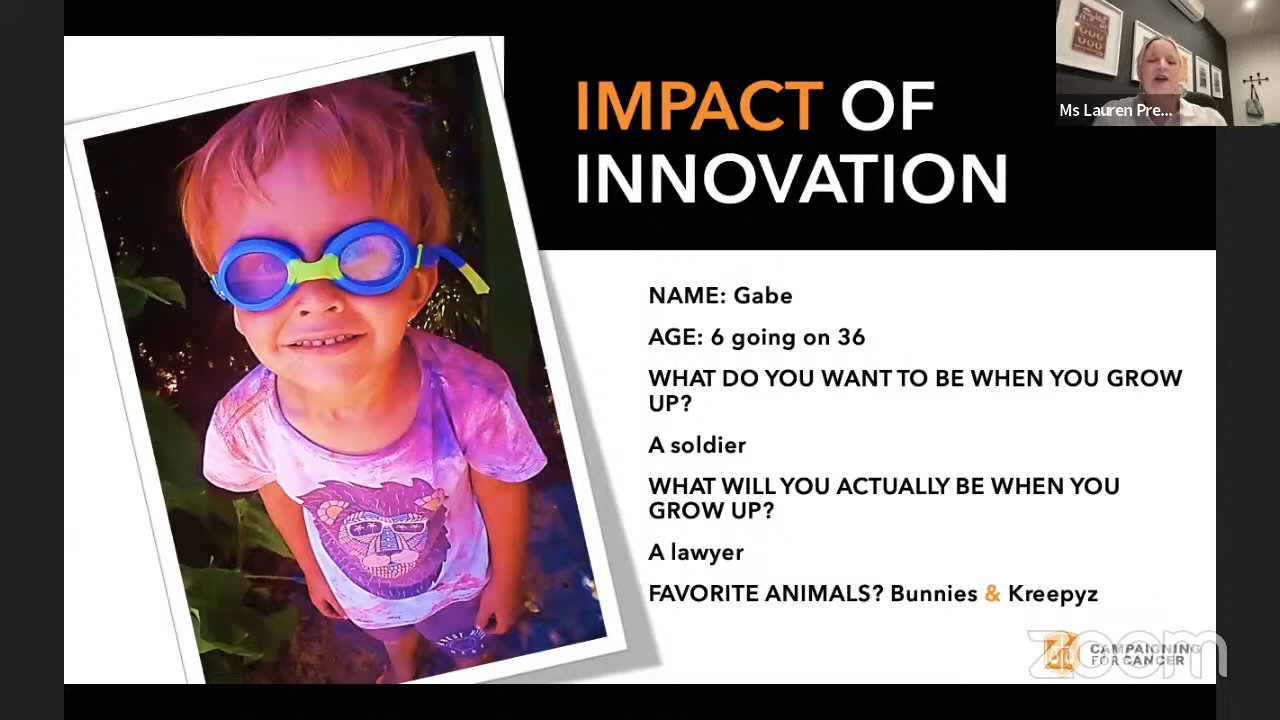 IMPACT OF
INNOVATION
Ms Lauren Pre...
NAME: Gabe
AGE: 6 going on 36
WHAT DO YOU WANT TO BE WHEN YOU GROW
UP?
A soldier
WHAT WILL YOU ACTUALLY BE WHEN YOU
GROW UP?
A lawyer
FAVORITE ANIMALS? Bunnies & Kreepyz
CAMPAIGNING
FOR CANCER
zoom